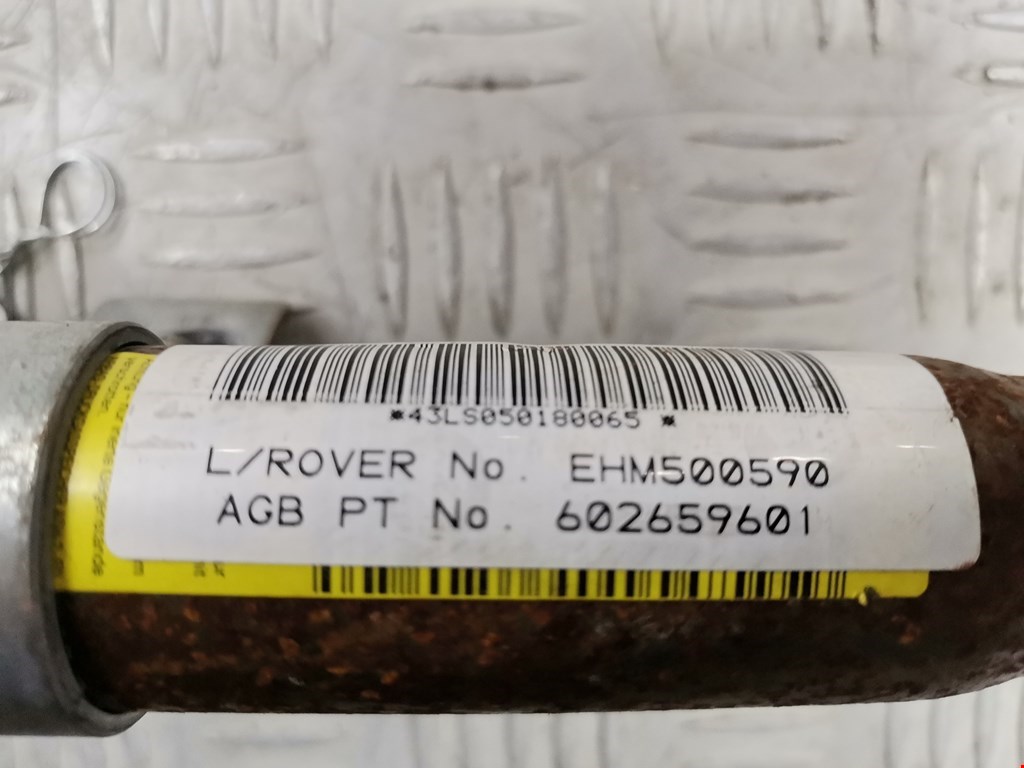 *43LS050180065 *
L/ROVER No. EHM500590
AGB PT No. 602659601